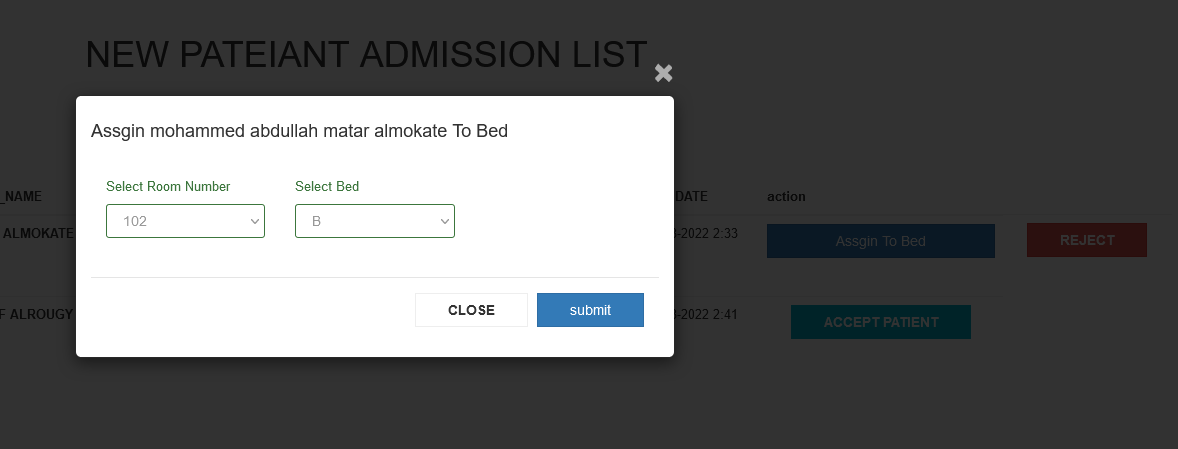 NEW PATEIANT ADMISSION LIST
Assgin mohammed abdullah matar almokate To Bed
Select Room Number Select Bed
102 B
CLOSE submit
_NAME DATE action
ALMOKATE -2022 2:33 Assgin To Bed REJECT
F ALROUGY -2022 2:41 ACCEPT PATIENT